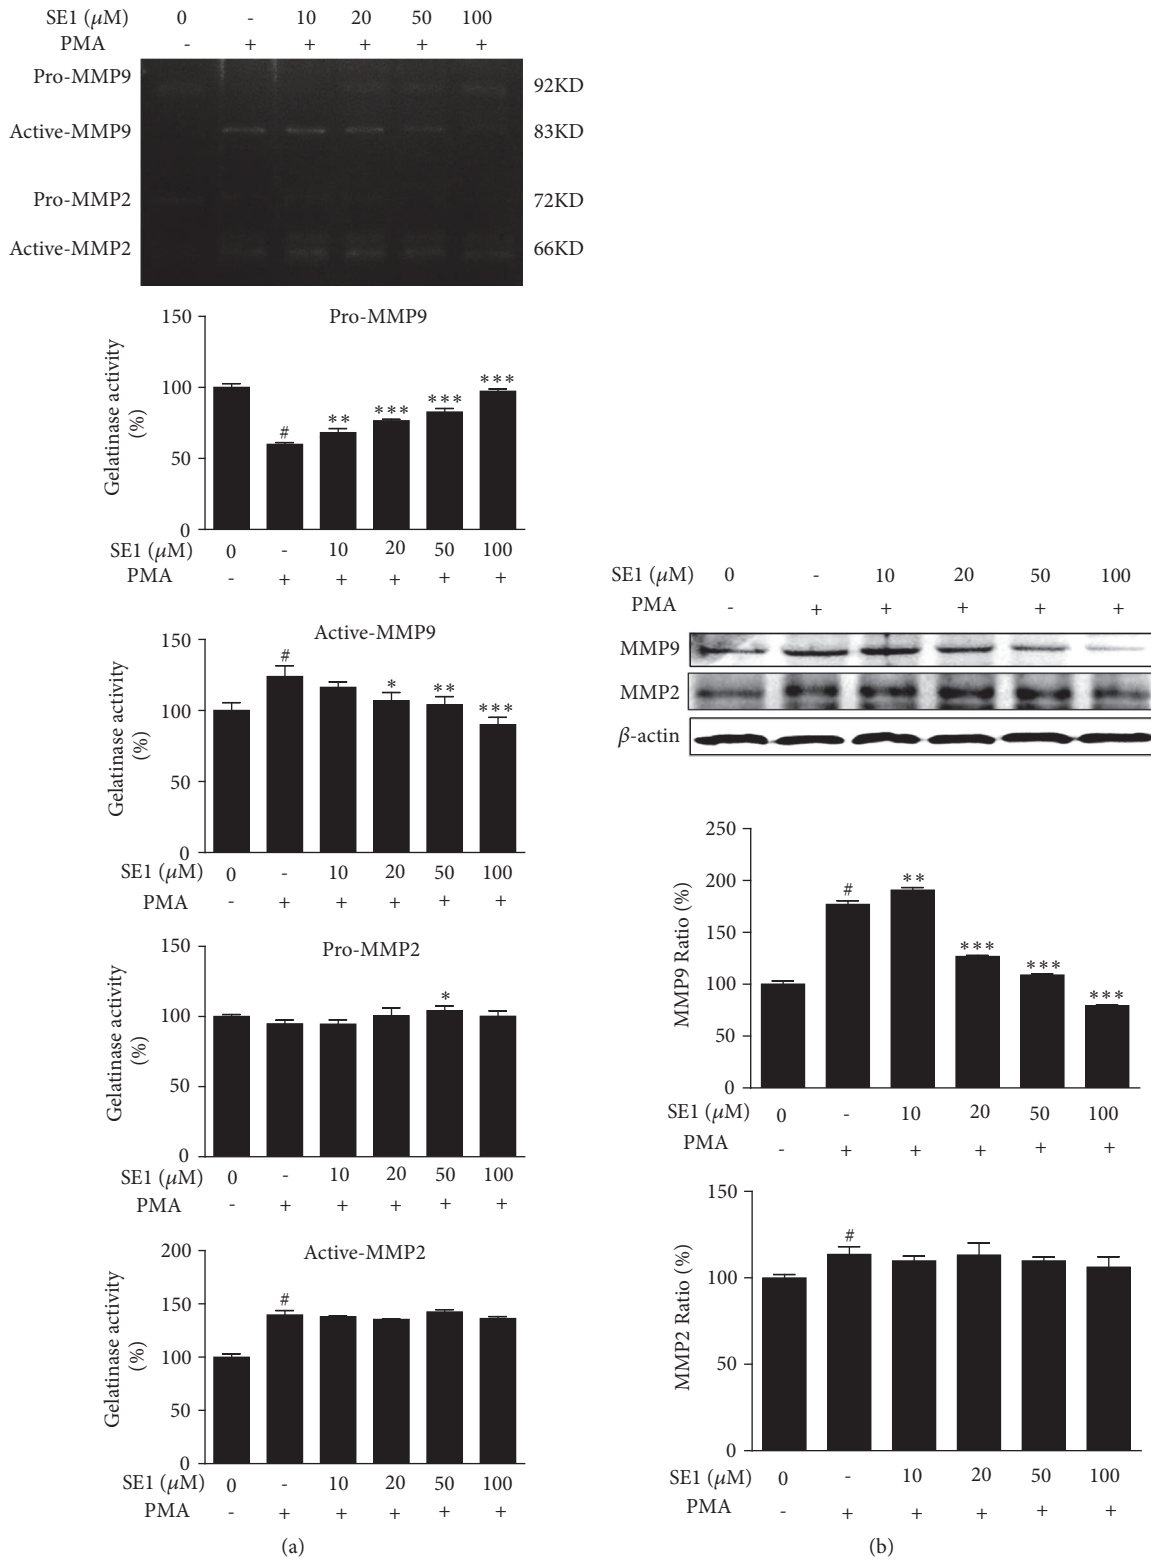 SE1 (μM) 0 - 10 20 50 100
PMA - + + + + +
Pro-MMP9 92KD
Active-MMP9 83KD
Pro-MMP2 72KD
Active-MMP2 66KD
Pro-MMP9
Gelatinase activity
(%)
150
100
50
0
# ** *** *** ***
SE1 (μM) 0 - 10 20 50 100
PMA - + + + + +
Active-MMP9
Gelatinase activity
(%)
150
100
50
0
# * ** ***
SE1 (μM) 0 - 10 20 50 100
PMA - + + + + +
Pro-MMP2
Gelatinase activity
(%)
150
100
50
0
*
SE1 (μM) 0 - 10 20 50 100
PMA - + + + + +
Active-MMP2
Gelatinase activity
(%)
200
150
100
50
0
#
SE1 (μM) 0 - 10 20 50 100
PMA - + + + + +
(a)
SE1 (μM) 0 - 10 20 50 100
PMA - + + + + +
MMP9
MMP2
β-actin
MMP9 Ratio (%)
250
200
150
100
50
0
# ** *** *** ***
SE1 (μM) 0 - 10 20 50 100
PMA - + + + + +
MMP2 Ratio (%)
150
100
50
0
#
SE1 (μM) 0 - 10 20 50 100
PMA - + + + + +
(b)